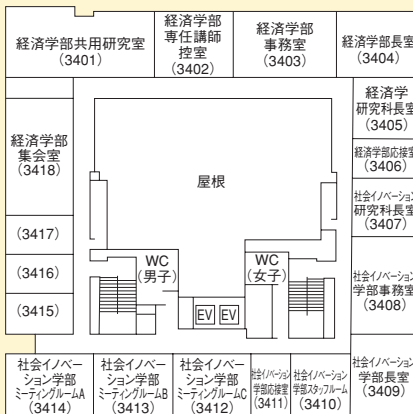 経済学部共用研究室
(3401)
経済学部
専任講師
控室
(3402)
経済学部
事務室
(3403)
経済学部長室
(3404)
経済学
研究科長室
(3405)
経済学部応接室
(3406)
社会イノベーション
研究科長室
(3407)
社会イノベーション
学部事務室
(3408)
社会イノベーション
学部長室
(3409)
経済学部
集会室
(3418)
(3417)
(3416)
(3415)
屋根
WC
(男子)
WC
(女子)
EV EV
社会イノベー
ション学部
ミーティングルームA
(3414)
社会イノベー
ション学部
ミーティングルームB
(3413)
社会イノベー
ション学部
ミーティングルームC
(3412)
社会イノベーション
学部応接室
(3411)
社会イノベーション
学部スタッフルーム
(3410)